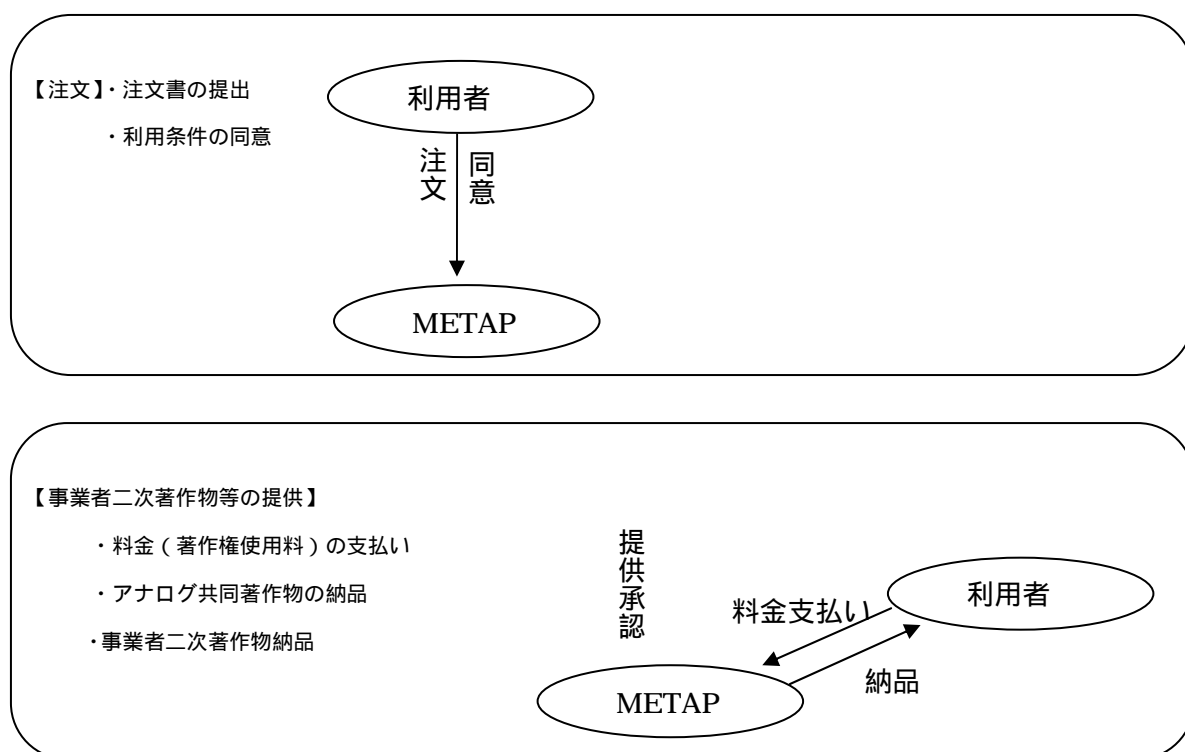 【注文】・注文書の提出
・利用条件の同意
利用者
注文
同意
METAP
【事業者二次著作物等の提供】
・料金(著作権使用料)の支払い
・アナログ共同著作物の納品
・事業者二次著作物納品
提供承認
利用者
料金支払い
納品
METAP